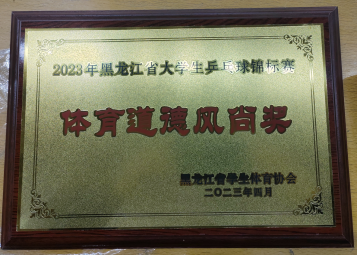 2023年黑龙江省大学生乒乓球锦标赛
体育道德风尚奖
黑龙江省学生体育协会
二〇二三年四月